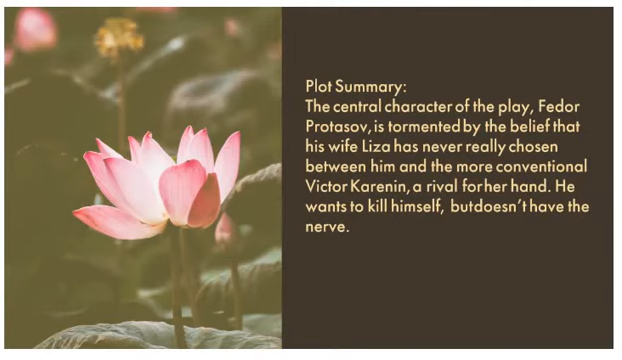 Plot Summary:
The central character of the play, Fedor
Protasov, is tormented by the belief that
his wife Liza has never really chosen
between him and the more conventional
Victor Karenin, a rival forher hand. He
wants to kill himself, butdoesn't have the
nerve.